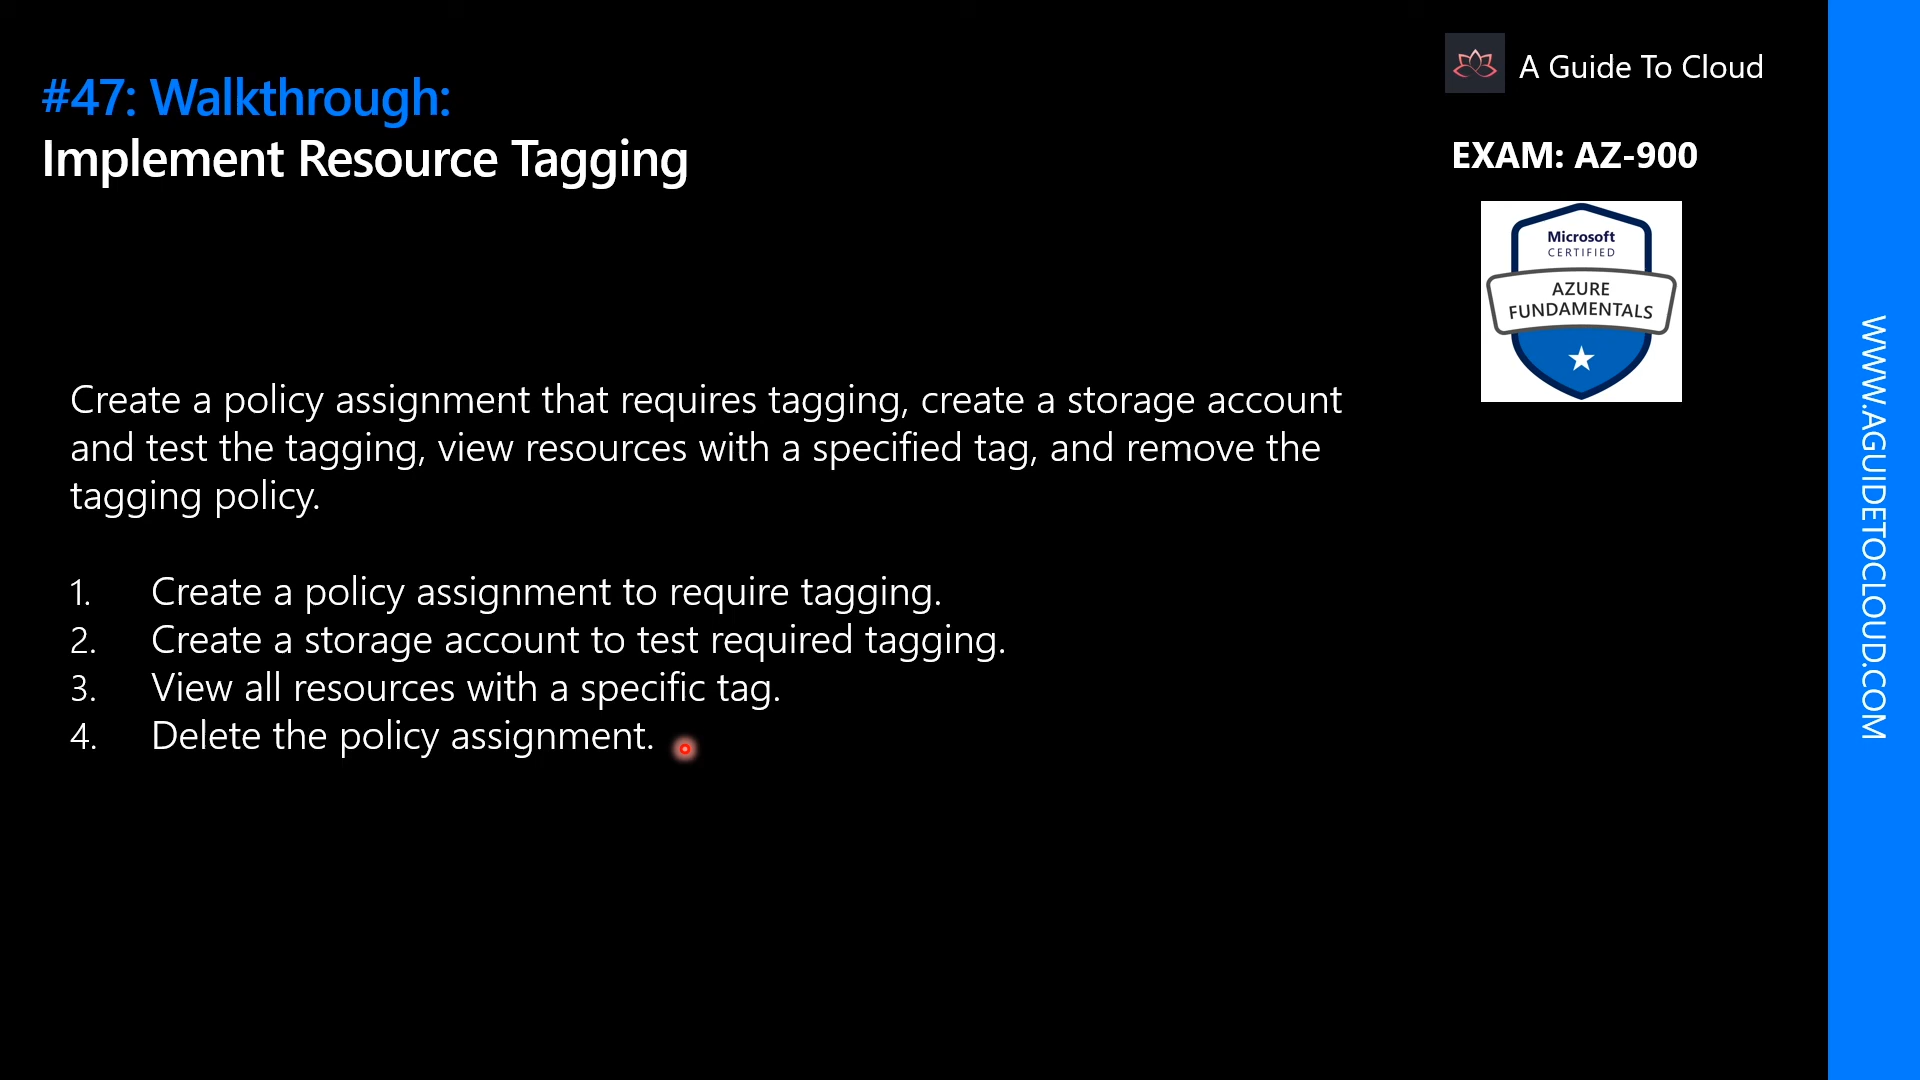 #47: Walkthrough:
Implement Resource Tagging
A Guide To Cloud
EXAM: AZ-900
Microsoft
CERTIFIED
AZURE
FUNDAMENTALS
Create a policy assignment that requires tagging, create a storage account
and test the tagging, view resources with a specified tag, and remove the
tagging policy.
1. Create a policy assignment to require tagging.
2. Create a storage account to test required tagging.
3. View all resources with a specific tag.
4. Delete the policy assignment.
WWW.AGUIDETOCLOUD.COM